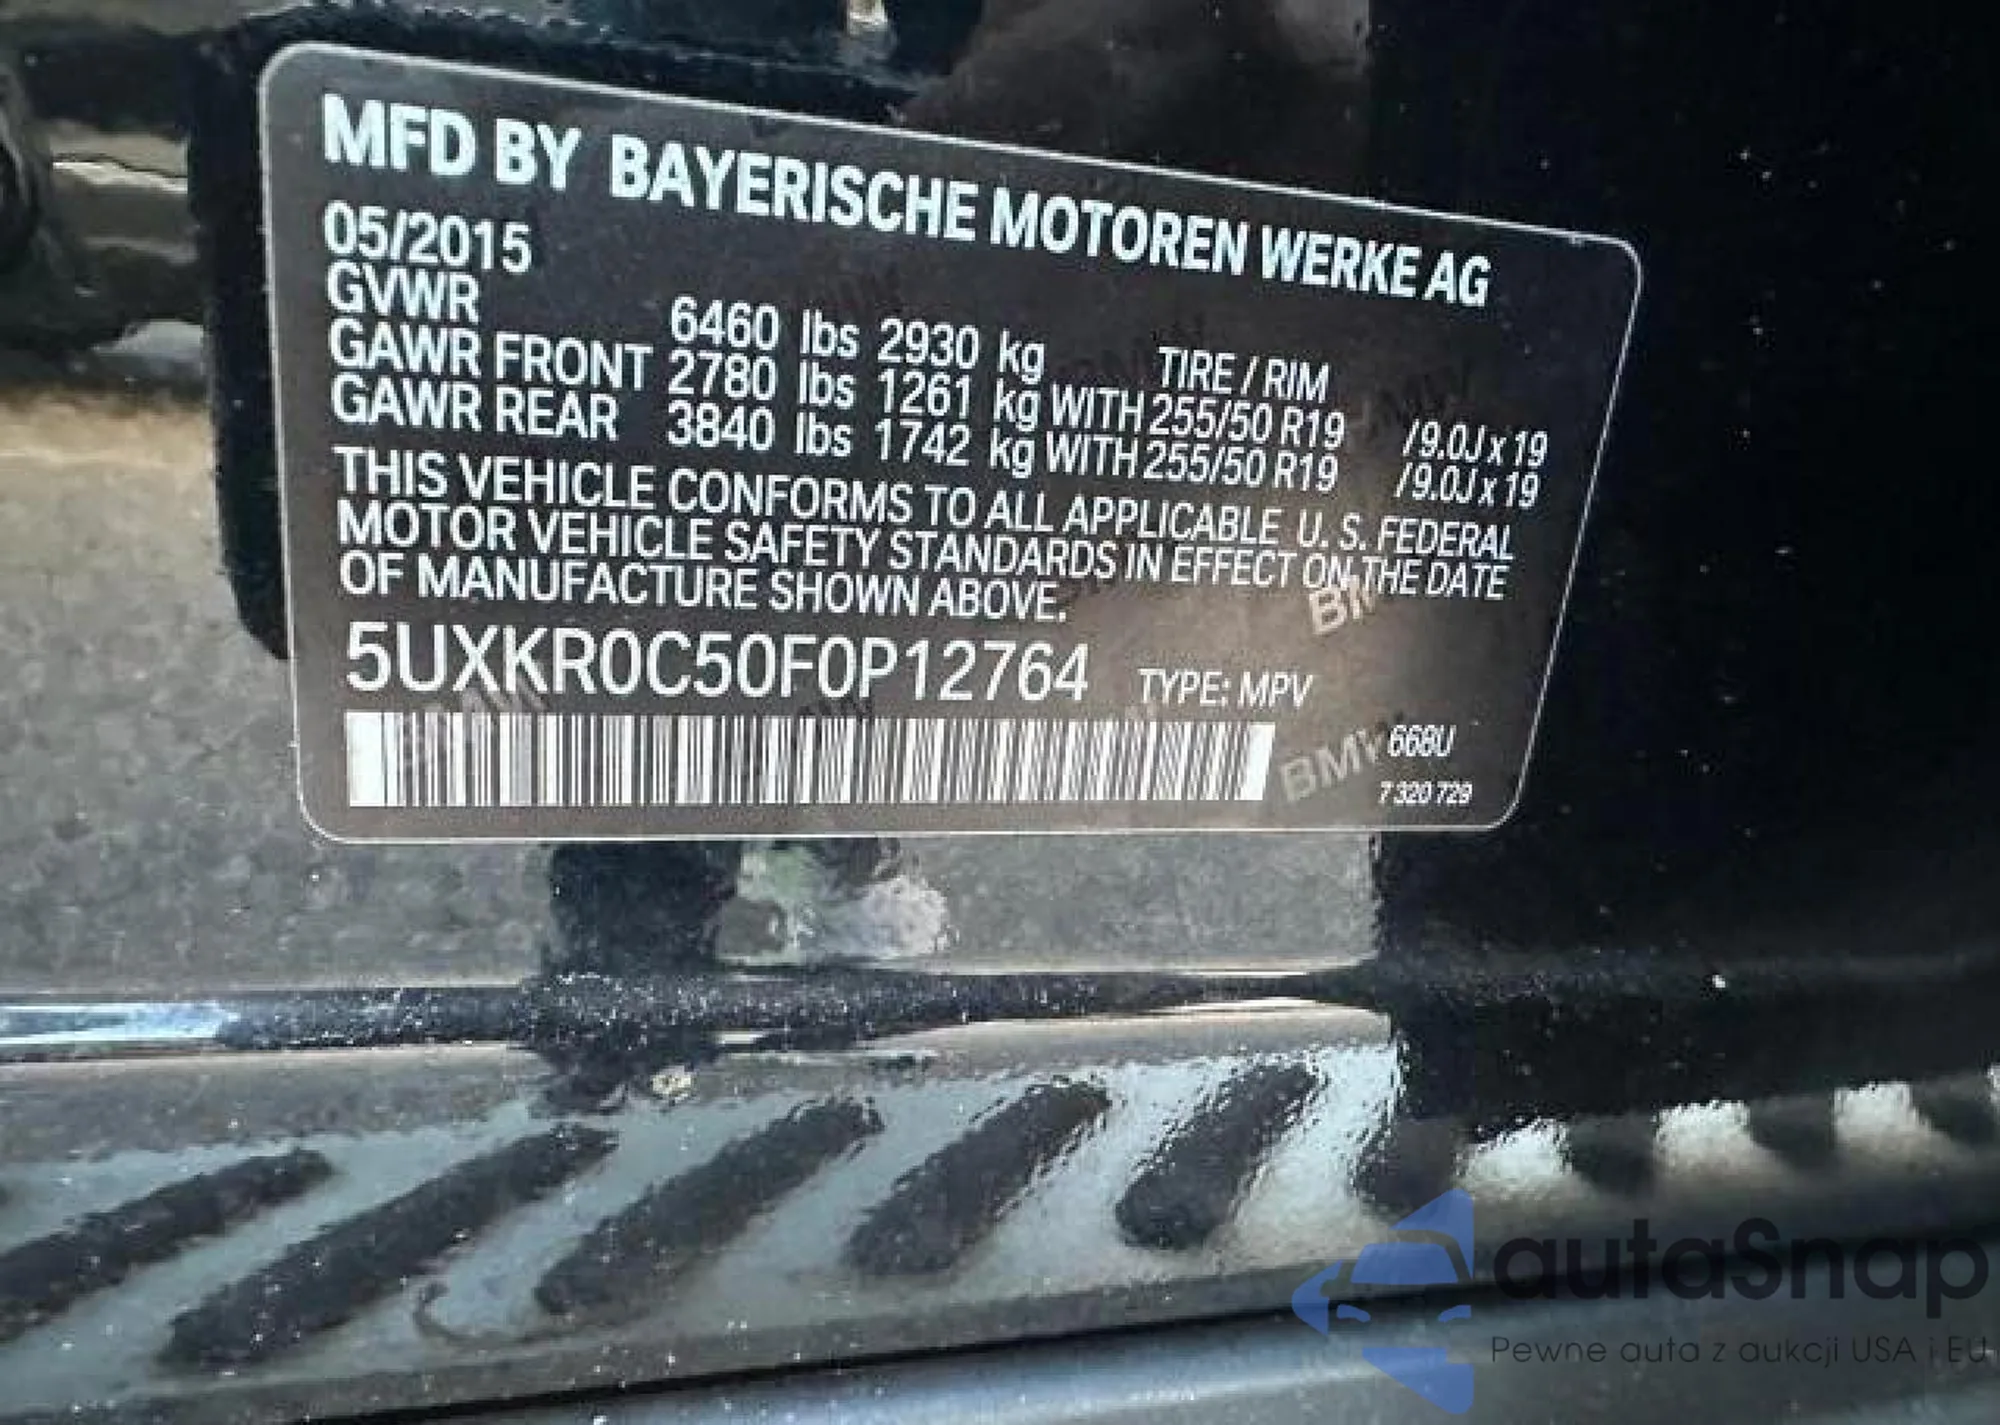 MFD BY BAYERISCHE MOTOREN WERKE AG
05/2015
GVWR 6460 lbs 2930 kg TIRE / RIM
GAWR FRONT 2780 lbs 1261 kg WITH 255/50 R19 /9.0J x 19
GAWR REAR 3840 lbs 1742 kg WITH 255/50 R19 /9.0J x 19
THIS VEHICLE CONFORMS TO ALL APPLICABLE U. S. FEDERAL
MOTOR VEHICLE SAFETY STANDARDS IN EFFECT ON THE DATE
OF MANUFACTURE SHOWN ABOVE.
BMW
5UXKR0C50F0P12764 TYPE: MPV
BMW 668U
7 320 729
autaSnap
Pewne auta z aukcji USA i EU